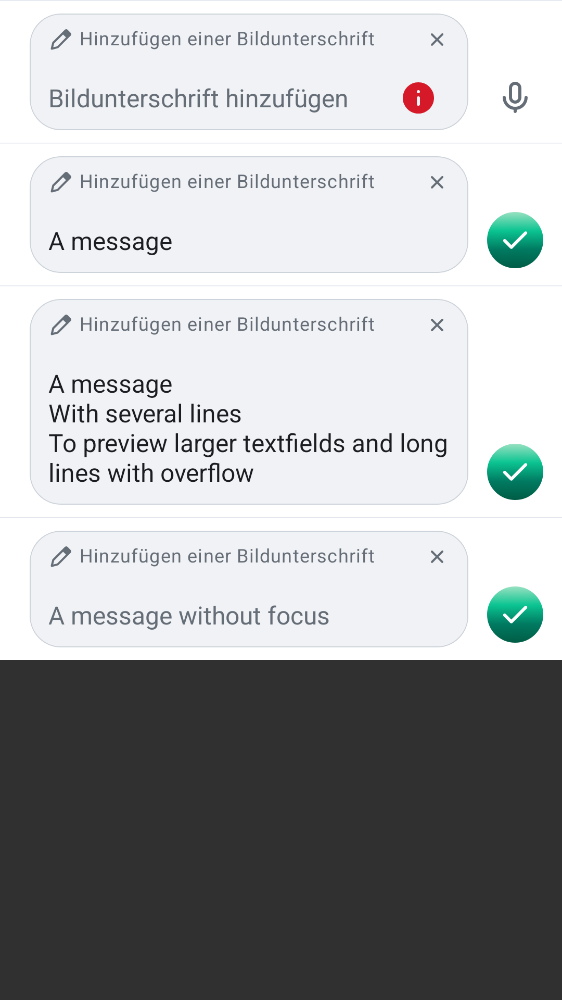 Hinzufügen einer Bildunterschrift
Bildunterschrift hinzufügen
Hinzufügen einer Bildunterschrift
A message
Hinzufügen einer Bildunterschrift
A message
With several lines
To preview larger textfields and long
lines with overflow
Hinzufügen einer Bildunterschrift
A message without focus